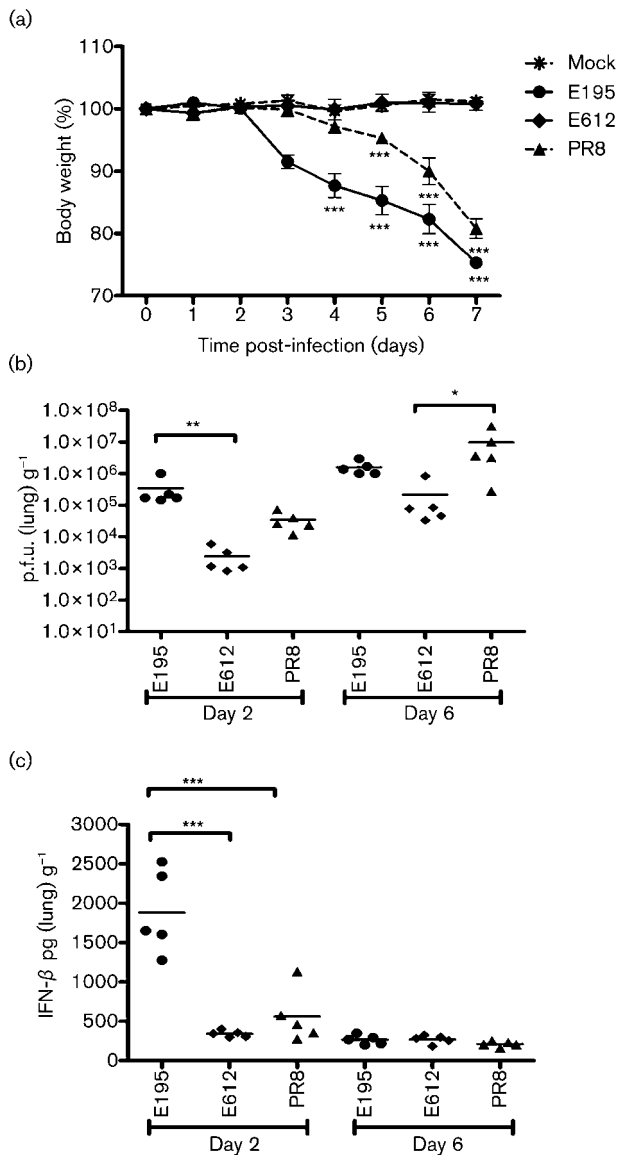 (a)
110
100
90
80
70
Body weight (%)
***
***
***
***
***
***
***
0 1 2 3 4 5 6 7
Time post-infection (days)
Mock
E195
E612
PR8
(b)
1.0×10⁸
1.0×10⁷
1.0×10⁶
1.0×10⁵
1.0×10⁴
1.0×10³
1.0×10²
1.0×10¹
p.f.u. (lung) g⁻¹
**
*
E195 E612 PR8 E195 E612 PR8
Day 2 Day 6
(c)
***
***
3000
2500
2000
1500
1000
500
0
IFN-β pg (lung) g⁻¹
E195 E612 PR8 E195 E612 PR8
Day 2 Day 6